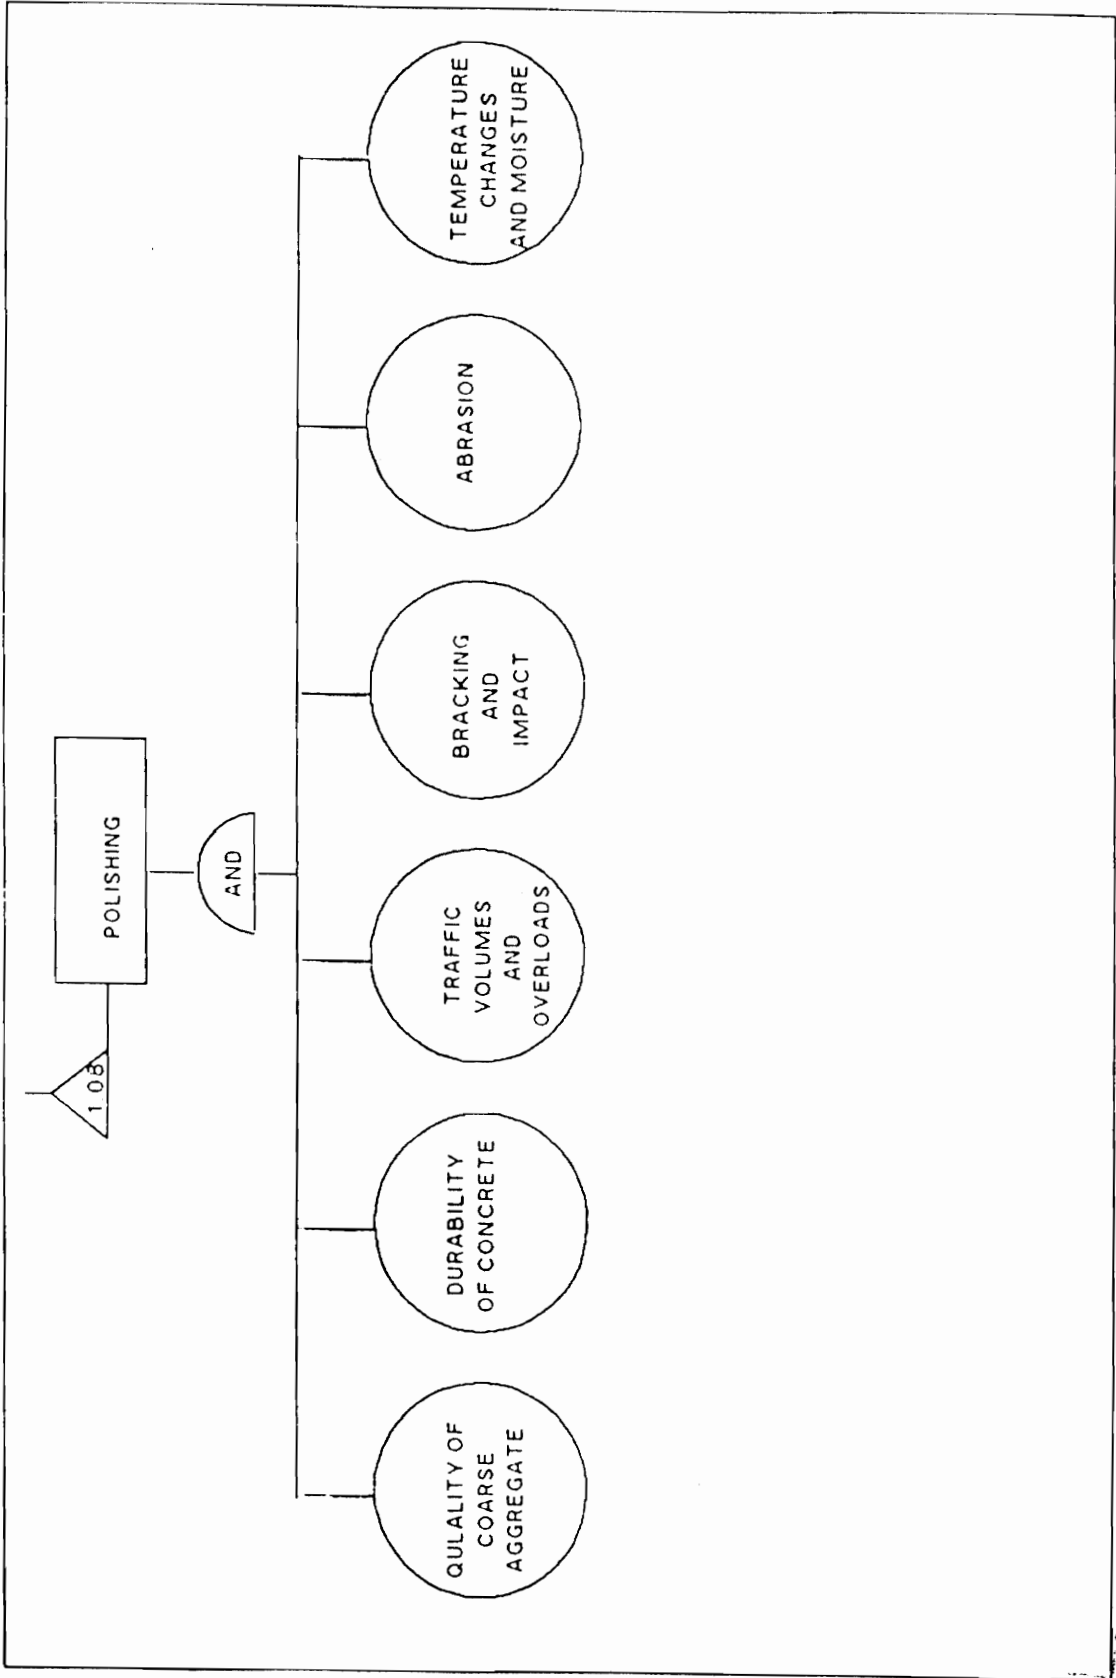 1.08
POLISHING
AND
QULALITY OF
COARSE
AGGREGATE
DURABILITY
OF CONCRETE
TRAFFIC
VOLUMES
AND
OVERLOADS
BRACKING
AND
IMPACT
ABRASION
TEMPERATURE
CHANGES
AND MOISTURE